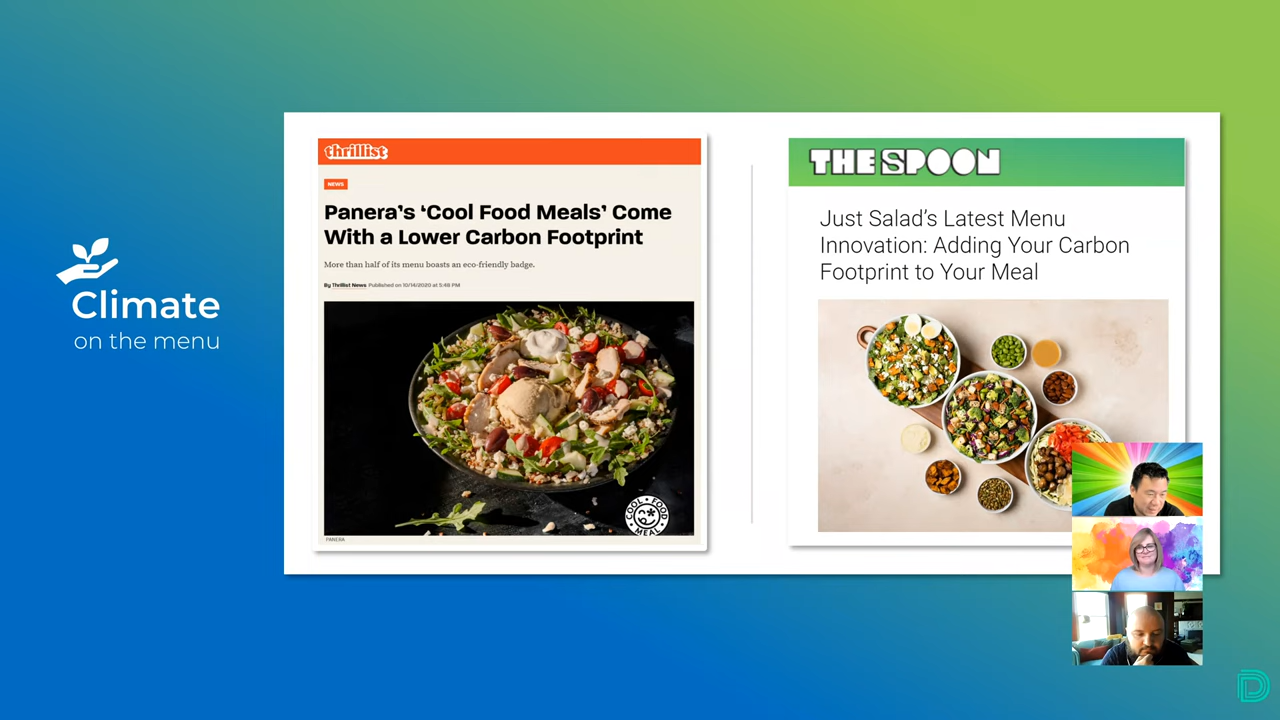 Climate
on the menu
thrillist
NEWS
Panera's 'Cool Food Meals' Come
With a Lower Carbon Footprint
More than half of its menu boasts an eco-friendly badge.
By Thrillist News Published on 10/14/2020 at 5:48 PM
COOL FOOD
MEAL
PANERA
THE SPOON
Just Salad's Latest Menu
Innovation: Adding Your Carbon
Footprint to Your Meal